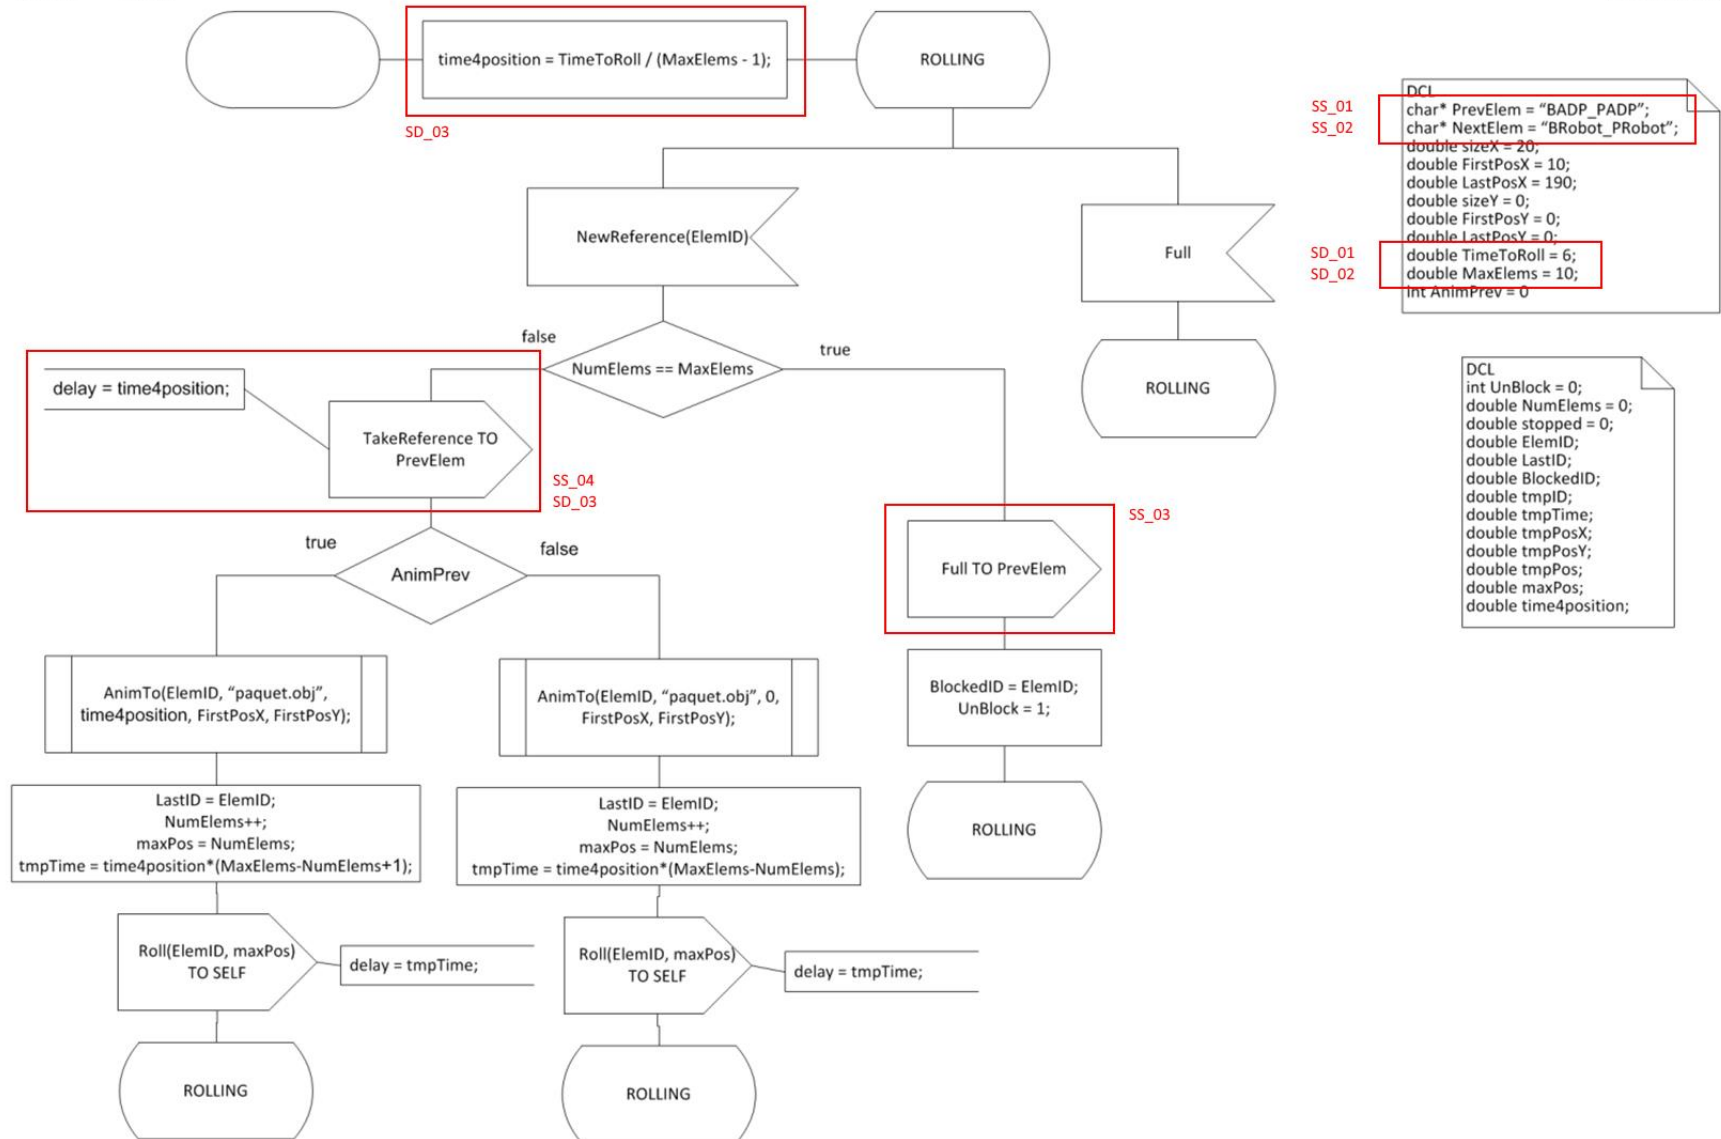 time4position = TimeToRoll / (MaxElems - 1);
ROLLING
SD_03
NewReference(ElemID)
Full
ROLLING
NumElems == MaxElems
false
true
delay = time4position;
TakeReference TO
PrevElem
SS_04
SD_03
SS_03
Full TO PrevElem
BlockedID = ElemID;
UnBlock = 1;
ROLLING
true
false
AnimPrev
AnimTo(ElemID, “paquet.obj”,
time4position, FirstPosX, FirstPosY);
AnimTo(ElemID, “paquet.obj”, 0,
FirstPosX, FirstPosY);
LastID = ElemID;
NumElems++;
maxPos = NumElems;
tmpTime = time4position*(MaxElems-NumElems+1);
LastID = ElemID;
NumElems++;
maxPos = NumElems;
tmpTime = time4position*(MaxElems-NumElems);
Roll(ElemID, maxPos)
TO SELF
delay = tmpTime;
Roll(ElemID, maxPos)
TO SELF
delay = tmpTime;
ROLLING
ROLLING
SS_01
SS_02
SD_01
SD_02
DCL
char* PrevElem = “BADP_PADP”;
char* NextElem = “BRobot_PRobot”;
double sizeX = 20;
double FirstPosX = 10;
double LastPosX = 190;
double sizeY = 0;
double FirstPosY = 0;
double LastPosY = 0;
double TimeToRoll = 6;
double MaxElems = 10;
int AnimPrev = 0
DCL
int UnBlock = 0;
double NumElems = 0;
double stopped = 0;
double ElemID;
double LastID;
double BlockedID;
double tmpID;
double tmpTime;
double tmpPosX;
double tmpPosY;
double tmpPos;
double maxPos;
double time4position;